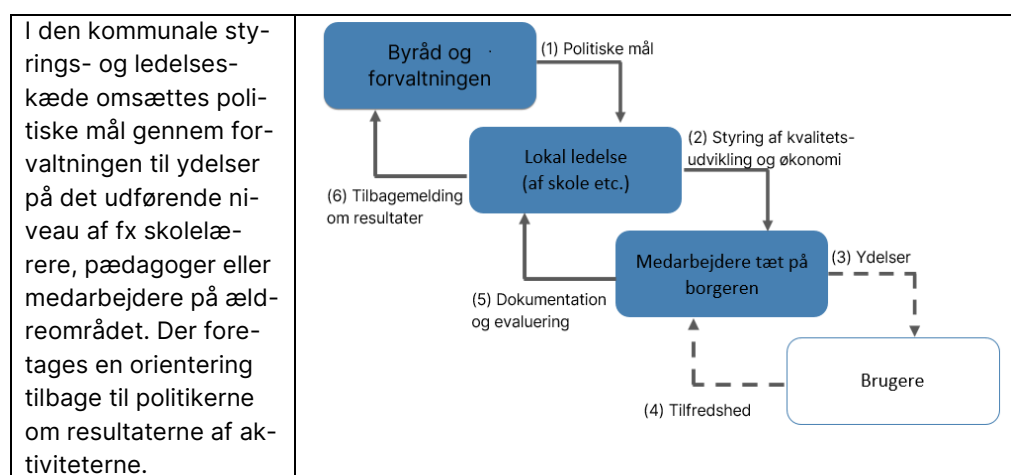 I den kommunale sty-
rings- og ledelses-
kæde omsættes poli-
tiske mål gennem for-
valtningen til ydelser
på det udførende ni-
veau af fx skolelæ-
rere, pædagoger eller
medarbejdere på æld-
reområdet. Der fore-
tages en orientering
tilbage til politikerne
om resultaterne af ak-
tiviteterne.
Byråd og
forvaltningen
(1) Politiske mål
Lokal ledelse
(af skole etc.)
(2) Styring af kvalitets-
udvikling og økonomi
(6) Tilbagemelding
om resultater
Medarbejdere tæt på
borgeren
(3) Ydelser
(5) Dokumentation
og evaluering
Brugere
(4) Tilfredshed